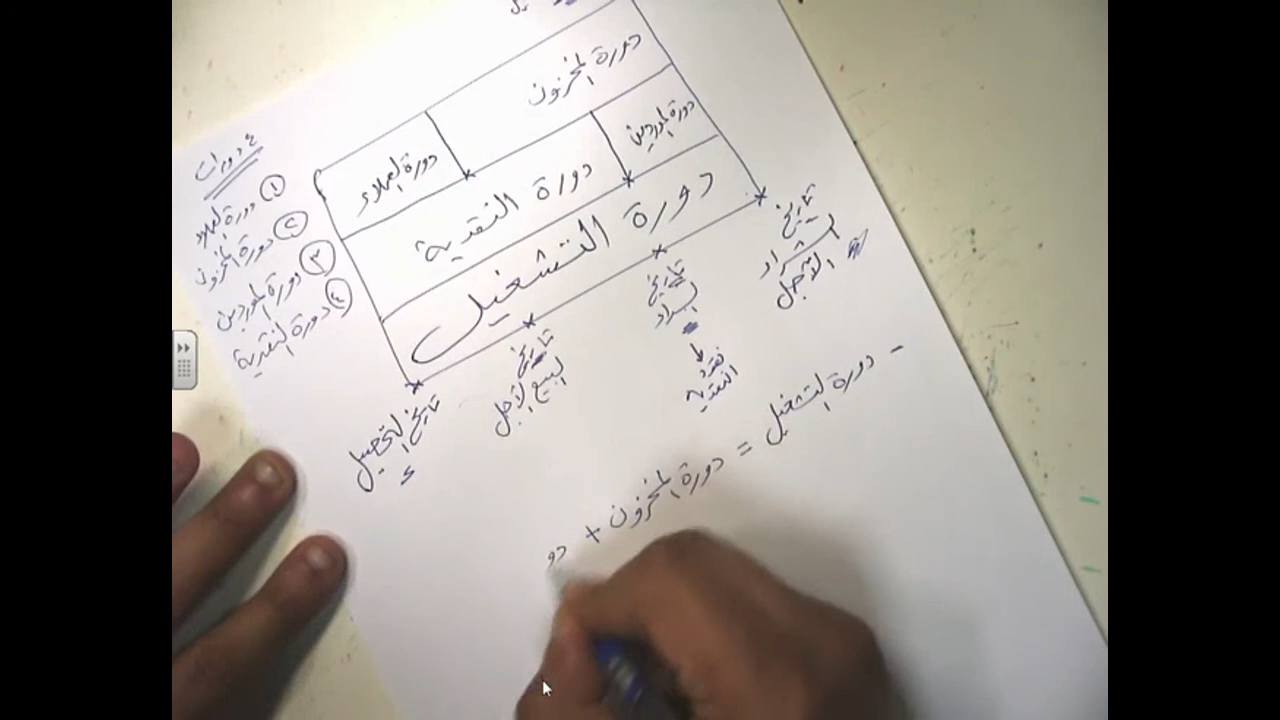 دورة المخزون
دورة الموردين
دورة العملاء
دورة النقدية
دورة التشغيل
٤ دورات
١ دورة العملاء
٢ دورة المخزون
٣ دورة الموردين
٤ دورة النقدية
تاريخ
الشراء
الآجل
تاريخ
السداد
النقدية
تاريخ
البيع الآجل
تاريخ التحصيل
- دورة التشغيل = دورة المخزون + دو